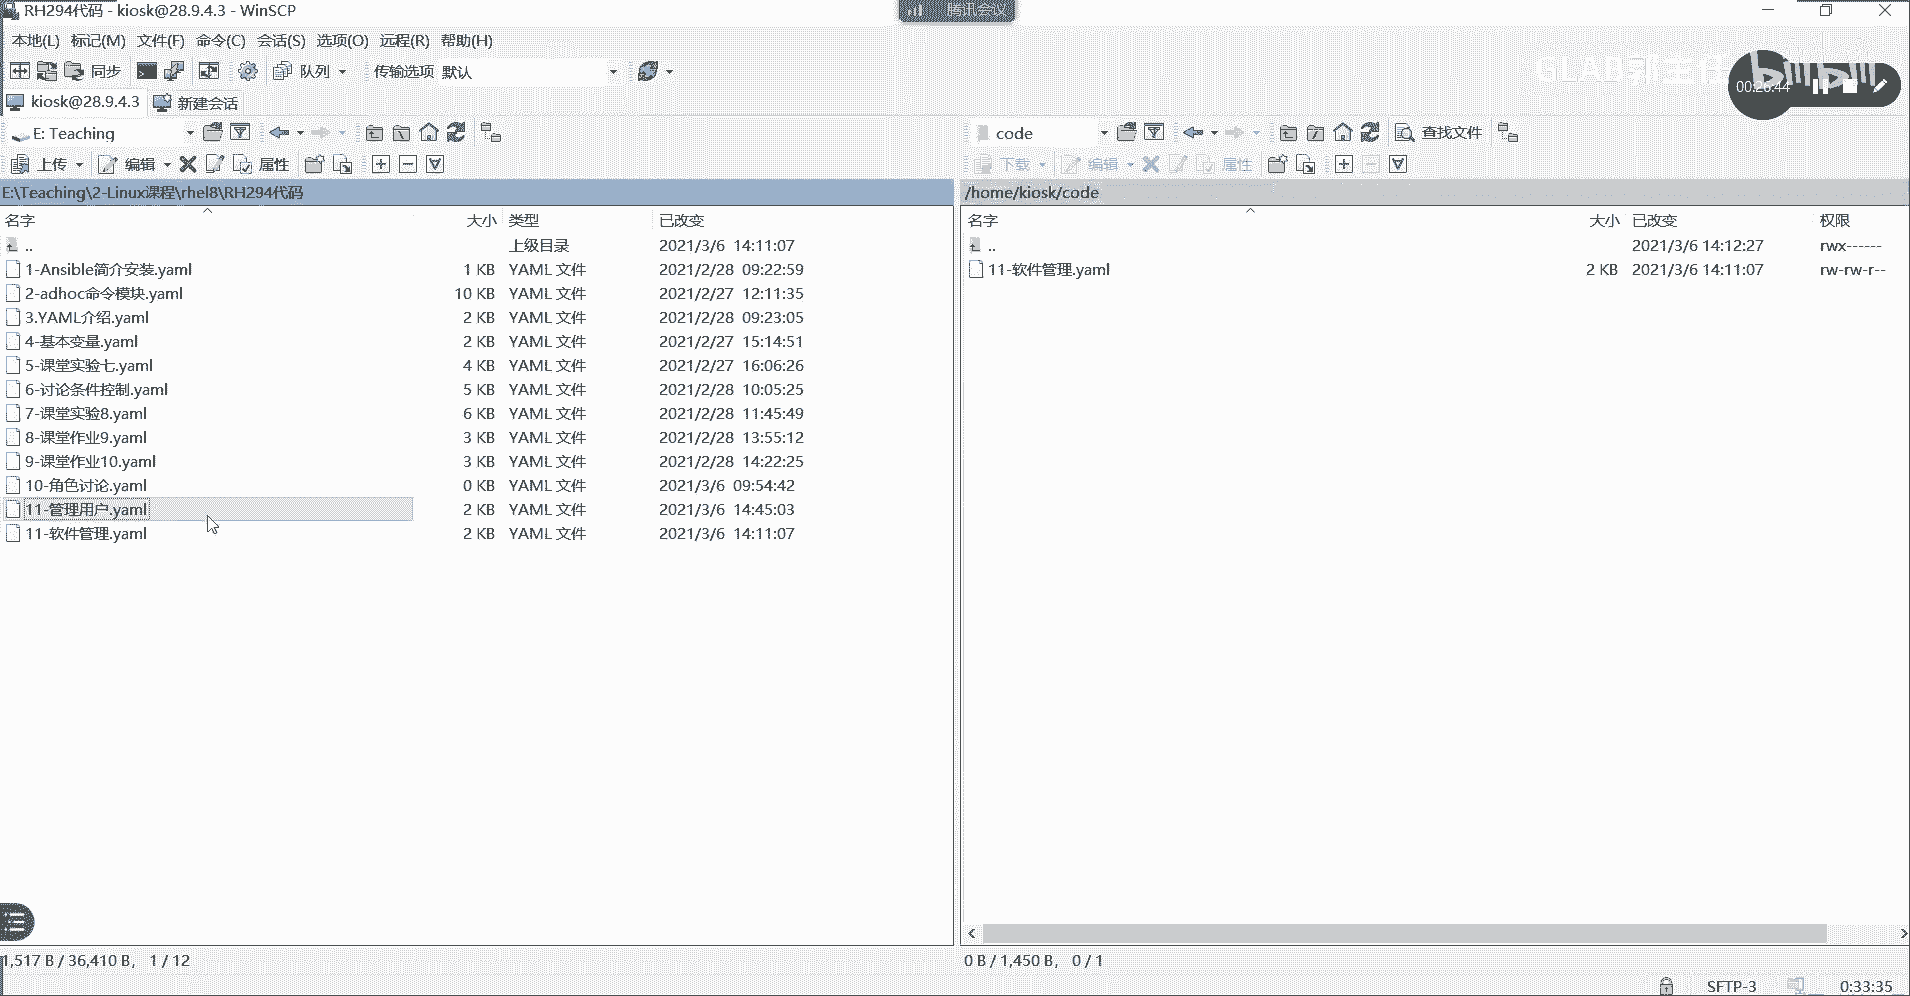 RH294代码 - kiosk@28.9.4.3 - WinSCP
腾讯会议
本地(L) 标记(M) 文件(F) 命令(C) 会话(S) 选项(O) 远程(R) 帮助(H)
GLAB郭主任 bilibili
00:26:44
同步 队列 传输选项 默认
kiosk@28.9.4.3 新建会话
E: Teaching
上传 编辑 属性
E:\Teaching\2-Linux课程\rhel8\RH294代码
名字 大小 类型 已改变
.. 上级目录 2021/3/6 14:11:07
1-Ansible简介安装.yaml 1 KB YAML 文件 2021/2/28 09:22:59
2-adhoc命令模块.yaml 10 KB YAML 文件 2021/2/27 12:11:35
3.YAML介绍.yaml 2 KB YAML 文件 2021/2/28 09:23:05
4-基本变量.yaml 2 KB YAML 文件 2021/2/27 15:14:51
5-课堂实验七.yaml 4 KB YAML 文件 2021/2/27 16:06:26
6-讨论条件控制.yaml 5 KB YAML 文件 2021/2/28 10:05:25
7-课堂实验8.yaml 6 KB YAML 文件 2021/2/28 11:45:49
8-课堂作业9.yaml 3 KB YAML 文件 2021/2/28 13:55:12
9-课堂作业10.yaml 3 KB YAML 文件 2021/2/28 14:22:25
10-角色讨论.yaml 0 KB YAML 文件 2021/3/6 09:54:42
11-管理用户.yaml 2 KB YAML 文件 2021/3/6 14:45:03
11-软件管理.yaml 2 KB YAML 文件 2021/3/6 14:11:07
1,517 B / 36,410 B, 1 / 12
code 查找文件
下载 编辑 属性
/home/kiosk/code
名字 大小 已改变 权限
.. 2021/3/6 14:12:27 rwx------
11-软件管理.yaml 2 KB 2021/3/6 14:11:07 rw-rw-r--
0 B / 1,450 B, 0 / 1
SFTP-3 0:33:35